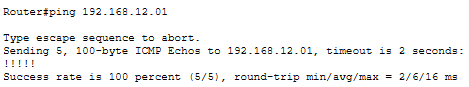 Router#ping 192.168.12.01
Type escape sequence to abort.
Sending 5, 100-byte ICMP Echos to 192.168.12.01, timeout is 2 seconds:
!!!!!
Success rate is 100 percent (5/5), round-trip min/avg/max = 2/6/16 ms